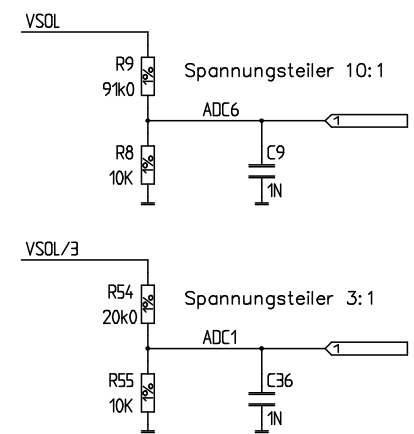 VSOL
R9
1%
91k0
Spannungsteiler 10:1
ADC6
1
R8
1%
10K
C9
1N
VSOL/3
R54
1%
20k0
Spannungsteiler 3:1
ADC1
1
R55
1%
10K
C36
1N